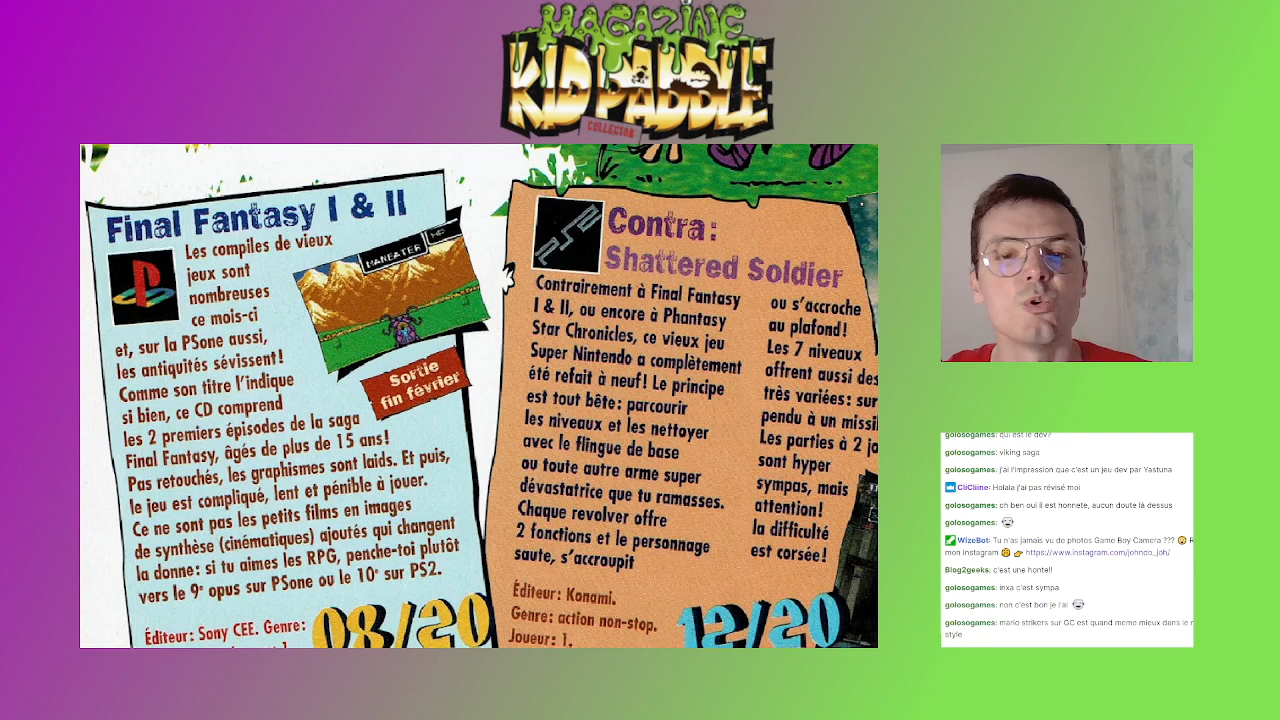 MAGAZINE
KID PADDLE
COLLECTOR
Final Fantasy I & II
Les compiles de vieux
jeux sont
nombreuses
ce mois-ci
et, sur la PSone aussi,
les antiquités sévissent!
Comme son titre l'indique
si bien, ce CD comprend
les 2 premiers épisodes de la saga
Final Fantasy, âgés de plus de 15 ans!
Pas retouchés, les graphismes sont laids. Et puis,
le jeu est compliqué, lent et pénible à jouer.
Ce ne sont pas les petits films en images
de synthèse (cinématiques) ajoutés qui changent
la donne: si tu aimes les RPG, penche-toi plutôt
vers le 9e opus sur PSone ou le 10e sur PS2.
MANEATER
HP
Sortie
fin février
Éditeur: Sony CEE. Genre:
08/20
PS2
Contra:
Shattered Soldier
Contrairement à Final Fantasy
I & II, ou encore à Phantasy
Star Chronicles, ce vieux jeu
Super Nintendo a complètement
été refait à neuf! Le principe
est tout bête: parcourir
les niveaux et les nettoyer
avec le flingue de base
ou toute autre arme super
dévastatrice que tu ramasses.
Chaque revolver offre
2 fonctions et le personnage
saute, s'accroupit
ou s'accroche
au plafond!
Les 7 niveaux
offrent aussi des
très variées: sur
pendu à un missil
Les parties à 2 jo
sont hyper
sympas, mais
attention!
la difficulté
est corsée!
Éditeur: Konami.
Genre: action non-stop.
Joueur: 1.
12/20
golosogames: qui est le dev?
golosogames: viking saga
golosogames: j'ai l'impression que c'est un jeu dev par Yastuna
CliCliine: Holala j'ai pas révisé moi
golosogames: oh ben oui il est honnete, aucun doute là dessus
golosogames:
WizeBot: Tu n'as jamais vu de photos Game Boy Camera ??? R
mon Instagram https://www.instagram.com/johndo_joh/
Blog2geeks: c'est une honte!!
golosogames: inxa c'est sympa
golosogames: non c'est bon je l'ai
golosogames: mario strikers sur GC est quand meme mieux dans le
style